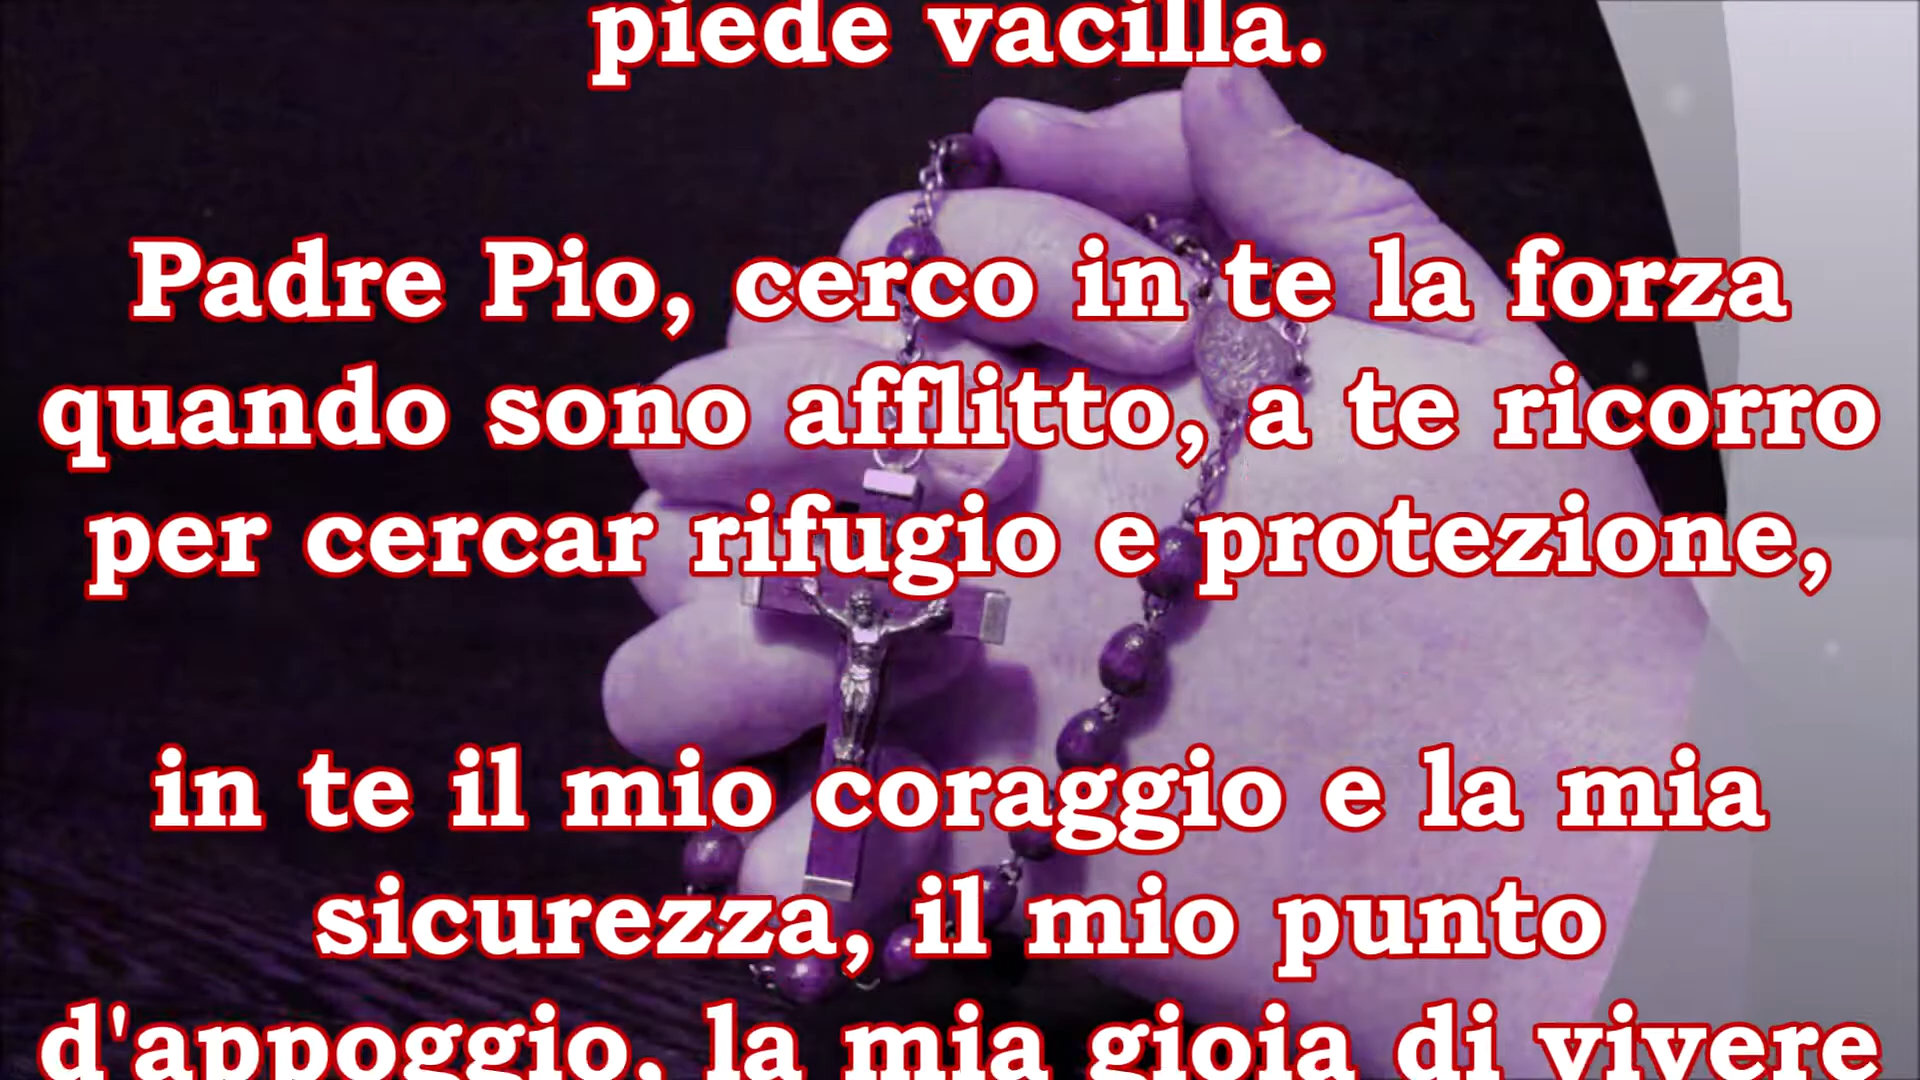 piede vacilla.
Padre Pio, cerco in te la forza
quando sono afflitto, a te ricorro
per cercar rifugio e protezione,
in te il mio coraggio e la mia
sicurezza, il mio punto
d'appoggio, la mia gioia di vivere